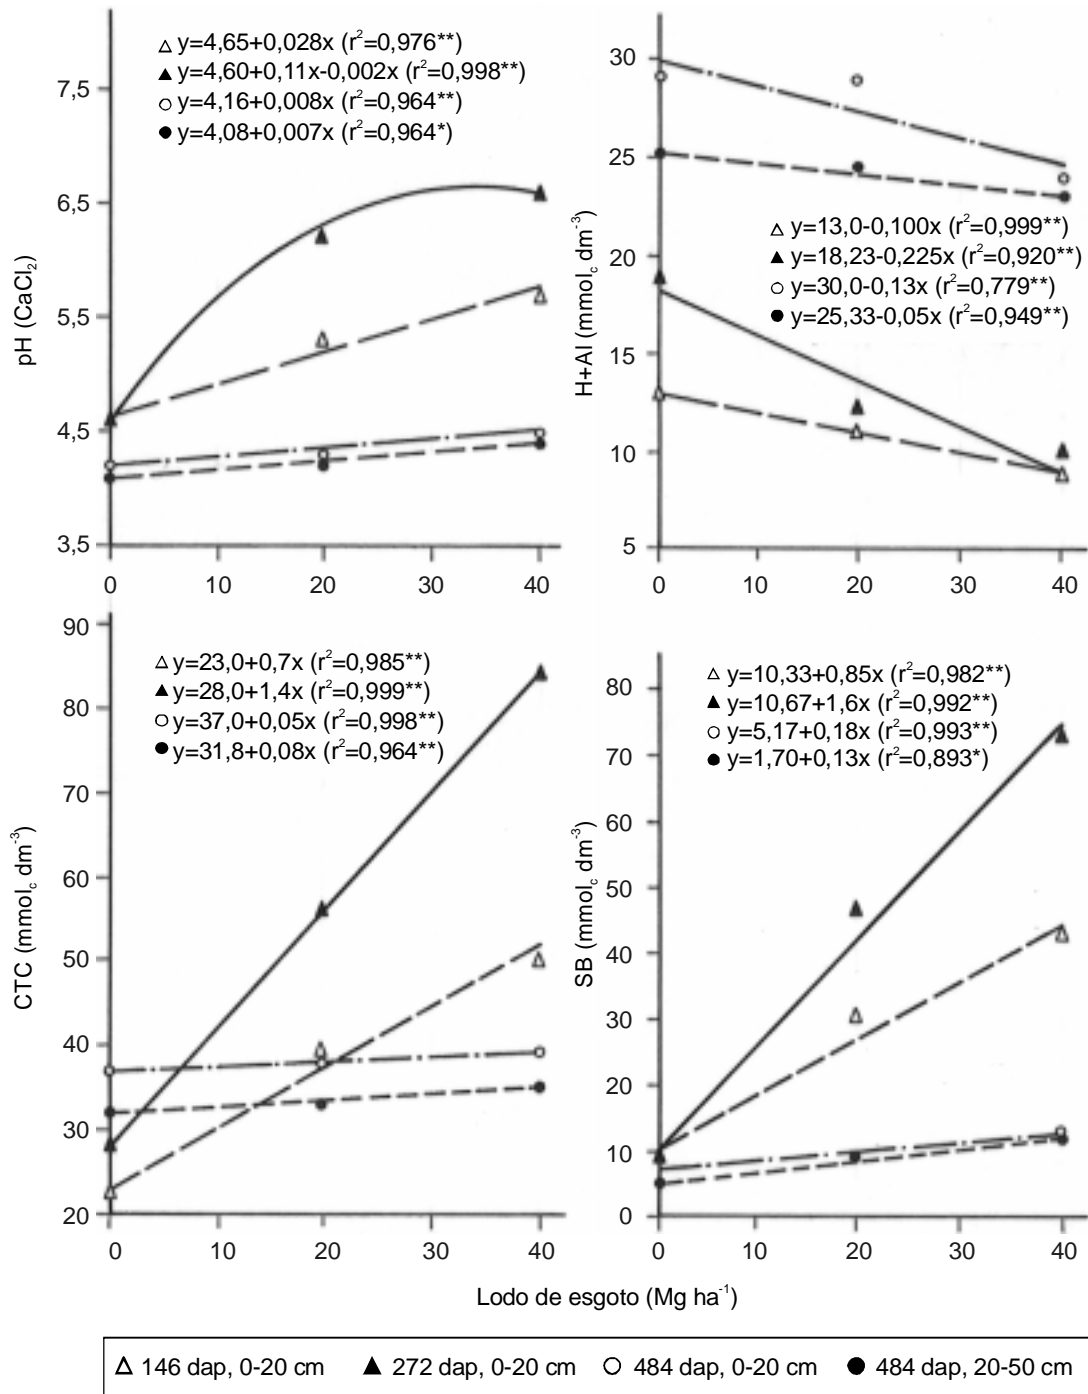 △ y=4,65+0,028x (r²=0,976**)
▲ y=4,60+0,11x-0,002x (r²=0,998**)
○ y=4,16+0,008x (r²=0,964**)
● y=4,08+0,007x (r²=0,964*)
pH (CaCl₂)
7,5
6,5
5,5
4,5
3,5
0 10 20 30 40
H+Al (mmol꜀ dm⁻³)
30
25
20
15
10
5
△ y=13,0-0,100x (r²=0,999**)
▲ y=18,23-0,225x (r²=0,920**)
○ y=30,0-0,13x (r²=0,779**)
● y=25,33-0,05x (r²=0,949**)
0 10 20 30 40
CTC (mmol꜀ dm⁻³)
90
80
70
60
50
40
30
20
△ y=23,0+0,7x (r²=0,985**)
▲ y=28,0+1,4x (r²=0,999**)
○ y=37,0+0,05x (r²=0,998**)
● y=31,8+0,08x (r²=0,964**)
0 10 20 30 40
SB (mmol꜀ dm⁻³)
80
70
60
50
40
30
20
10
0
△ y=10,33+0,85x (r²=0,982**)
▲ y=10,67+1,6x (r²=0,992**)
○ y=5,17+0,18x (r²=0,993**)
● y=1,70+0,13x (r²=0,893*)
0 10 20 30 40
Lodo de esgoto (Mg ha⁻¹)
△ 146 dap, 0-20 cm ▲ 272 dap, 0-20 cm ○ 484 dap, 0-20 cm ● 484 dap, 20-50 cm